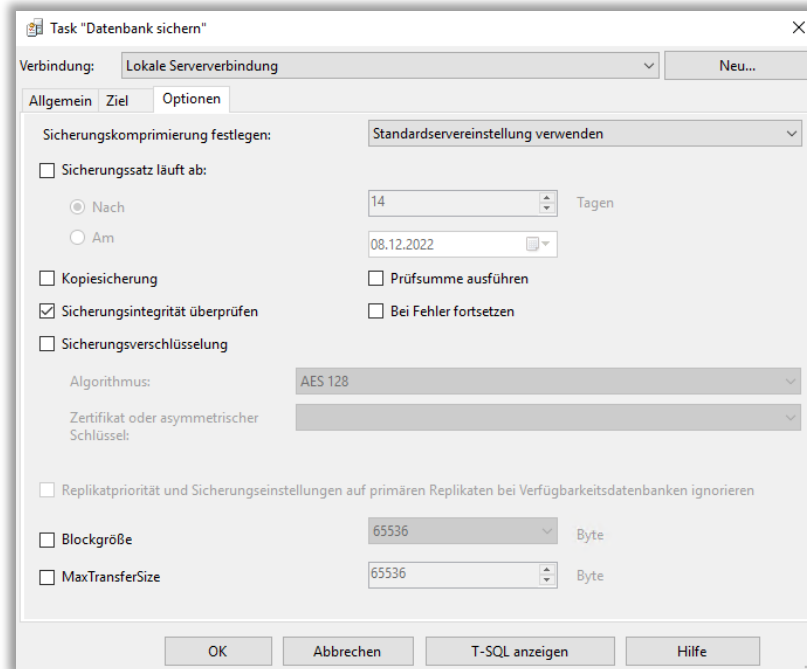 Task "Datenbank sichern"
Verbindung: Lokale Serververbindung Neu...
Allgemein Ziel Optionen
Sicherungskomprimierung festlegen: Standardservereinstellung verwenden
Sicherungssatz läuft ab:
Nach 14 Tagen
Am 08.12.2022
Kopiesicherung Prüfsumme ausführen
Sicherungsintegrität überprüfen Bei Fehler fortsetzen
Sicherungsverschlüsselung
Algorithmus: AES 128
Zertifikat oder asymmetrischer
Schlüssel:
Replikatpriorität und Sicherungseinstellungen auf primären Replikaten bei Verfügbarkeitsdatenbanken ignorieren
Blockgröße 65536 Byte
MaxTransferSize 65536 Byte
OK Abbrechen T-SQL anzeigen Hilfe